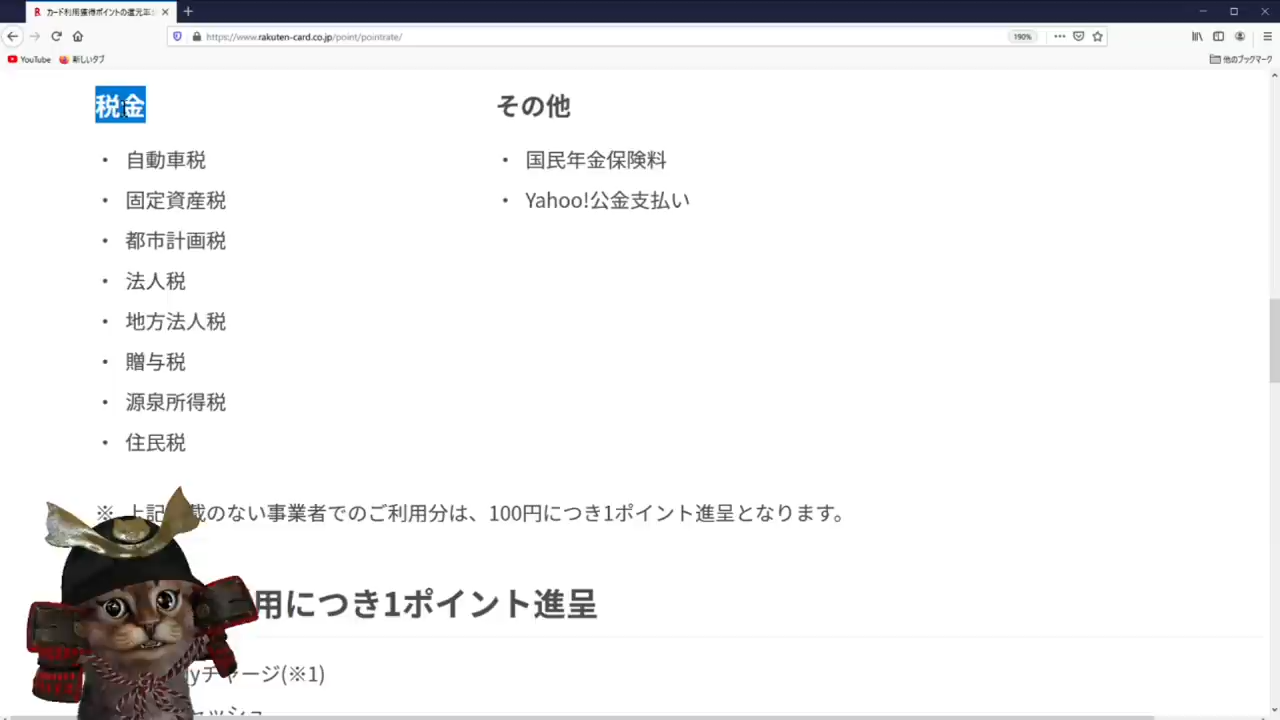 カード利用獲得ポイントの還元率が
https://www.rakuten-card.co.jp/point/pointrate/
190%
YouTube
新しいタブ
他のブックマーク
税金
・ 自動車税
・ 固定資産税
・ 都市計画税
・ 法人税
・ 地方法人税
・ 贈与税
・ 源泉所得税
・ 住民税
その他
・ 国民年金保険料
・ Yahoo!公金支払い
※ 上記 載のない事業者でのご利用分は、100円につき1ポイント進呈となります。
用につき1ポイント進呈
yチャージ(※1)